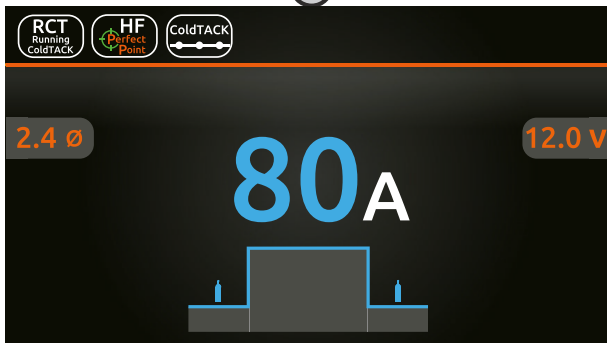 RCT
Running
ColdTACK
HF
Perfect
Point
ColdTACK
2.4 Ø
12.0 V
80A